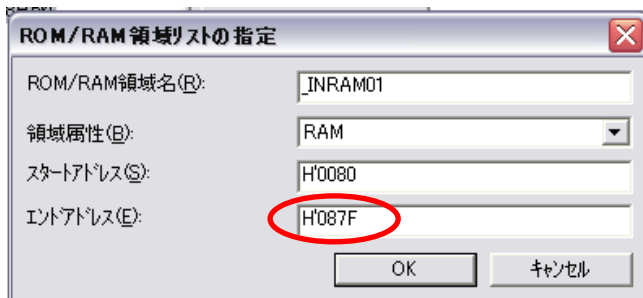 ROM/RAM領域リストの指定
ROM/RAM領域名(R): _INRAM01
領域属性(B): RAM
スタートアドレス(S): H'0080
エンドアドレス(E): H'087F
OK キャンセル